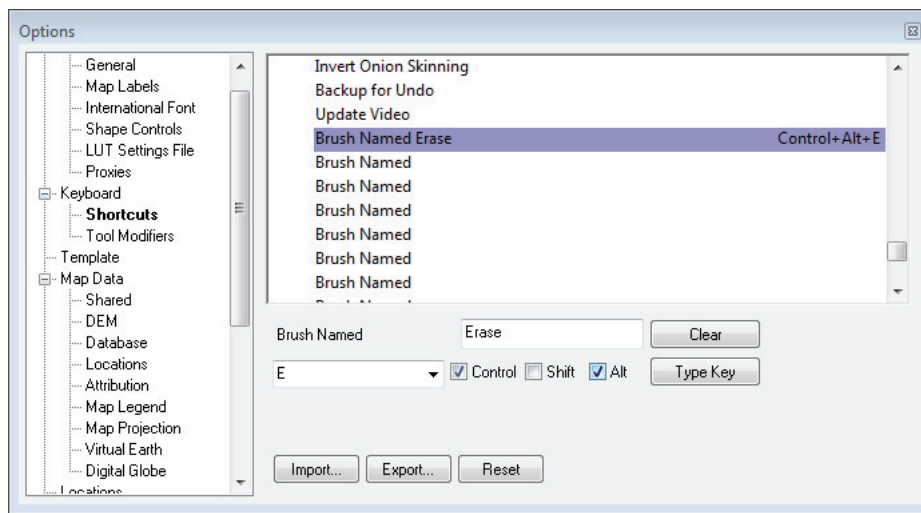 Options
General
Map Labels
International Font
Shape Controls
LUT Settings File
Proxies
Keyboard
Shortcuts
Tool Modifiers
Template
Map Data
Shared
DEM
Database
Locations
Attribution
Map Legend
Map Projection
Virtual Earth
Digital Globe
Locations
Invert Onion Skinning
Backup for Undo
Update Video
Brush Named Erase Control+Alt+E
Brush Named
Brush Named
Brush Named
Brush Named
Brush Named
Brush Named
Brush Named Erase Clear
E Control Shift Alt Type Key
Import... Export... Reset